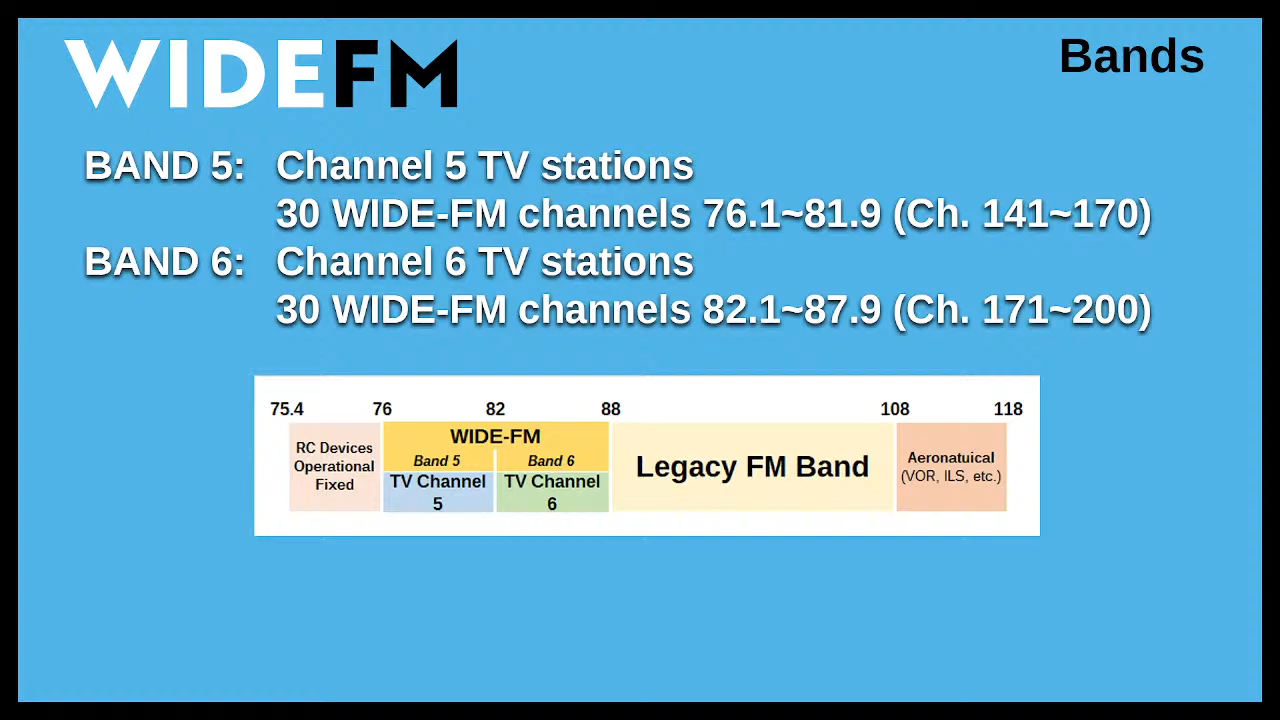 WIDEFM
Bands
BAND 5: Channel 5 TV stations
30 WIDE-FM channels 76.1~81.9 (Ch. 141~170)
BAND 6: Channel 6 TV stations
30 WIDE-FM channels 82.1~87.9 (Ch. 171~200)
75.4 76 82 88 108 118
RC Devices
Operational
Fixed
WIDE-FM
Band 5 Band 6
TV Channel
5
TV Channel
6
Legacy FM Band
Aeronatuical
(VOR, ILS, etc.)